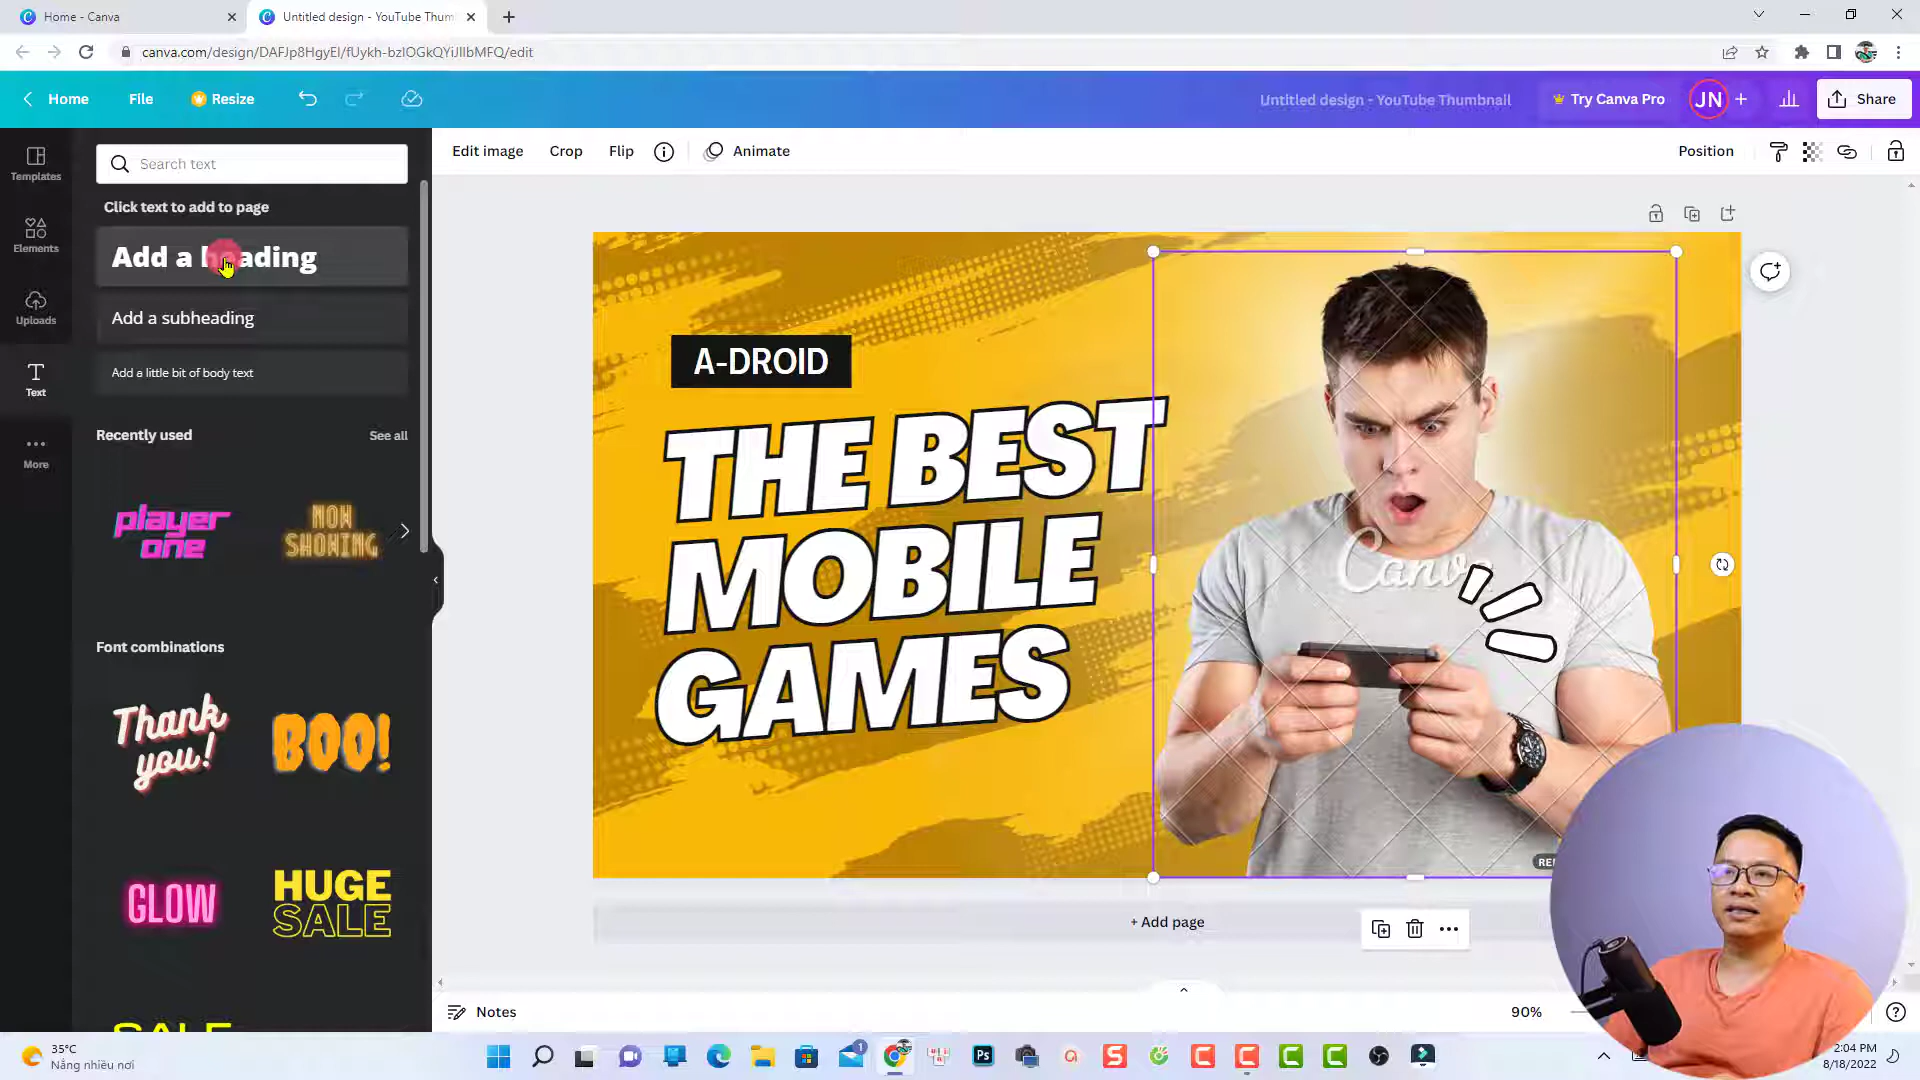 Home - Canva
Untitled design - YouTube Thum
canva.com/design/DAFJp8HgyEI/fUykh-bzIOGkQYiJIlbMFQ/edit
Home
File
Resize
Untitled design - YouTube Thumbnail
Try Canva Pro
JN
Share
Templates
Elements
Uploads
Text
More
Search text
Click text to add to page
Add a heading
Add a subheading
Add a little bit of body text
Recently used
See all
player
one
NOW
SHOWING
Font combinations
Thank
you!
BOO!
GLOW
HUGE
SALE
SALE
Edit image
Crop
Flip
Animate
Position
A-DROID
THE BEST
MOBILE
GAMES
Canva
+ Add page
Notes
90%
35°C
Nắng nhiều nơi
1
Ps
2:04 PM
8/18/2022